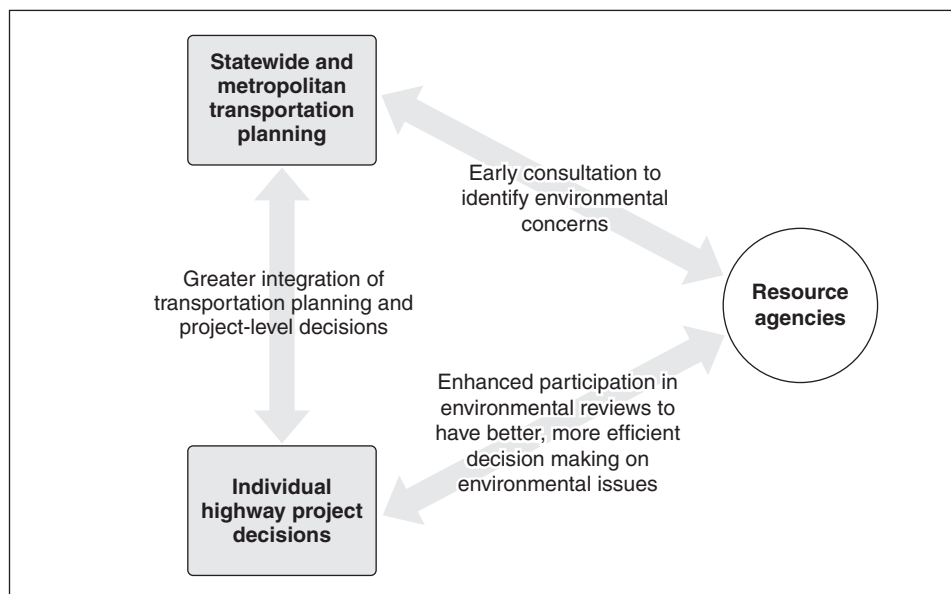 Statewide and
metropolitan
transportation
planning
Early consultation to
identify environmental
concerns
Greater integration of
transportation planning and
project-level decisions
Resource
agencies
Enhanced participation in
environmental reviews to
have better, more efficient
decision making on
environmental issues
Individual
highway project
decisions